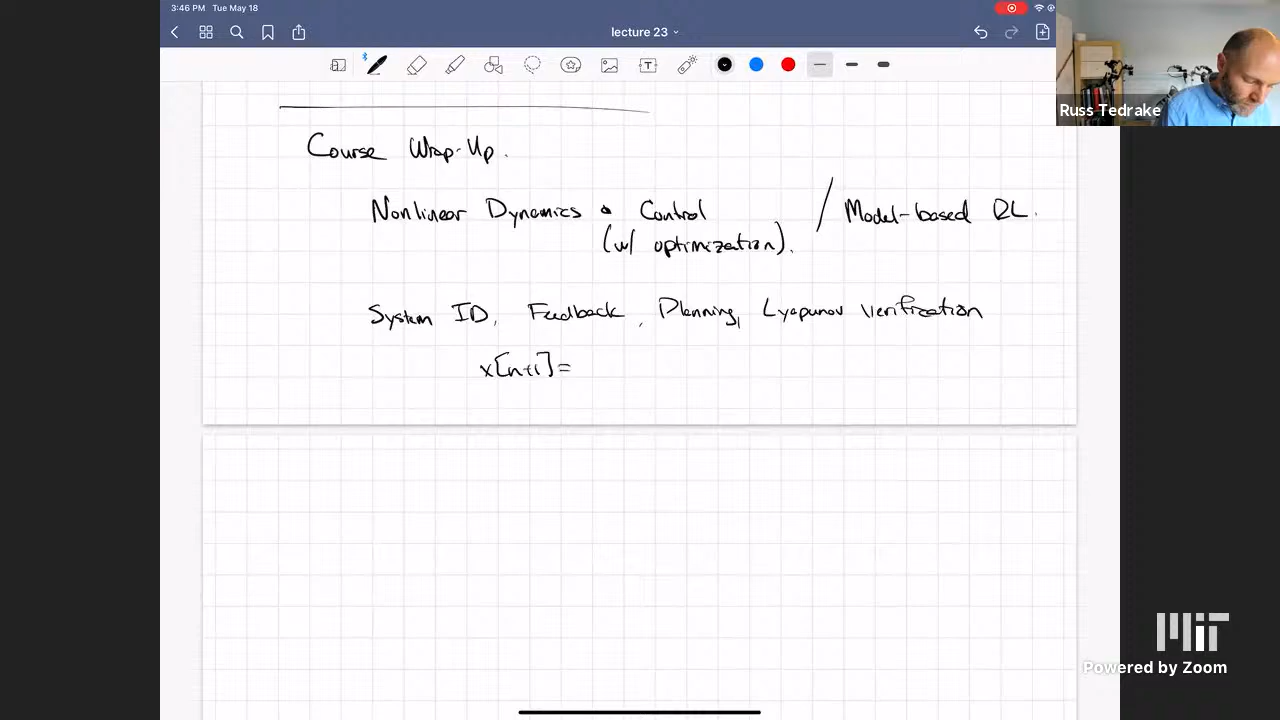 3:46 PM Tue May 18
lecture 23
Russ Tedrake
Course Wrap-Up.
Nonlinear Dynamics & Control / Model-based RL.
(w/ optimization).
System ID, Feedback, Planning, Lyapunov verification
x[n+1]=
MIT
Powered by Zoom